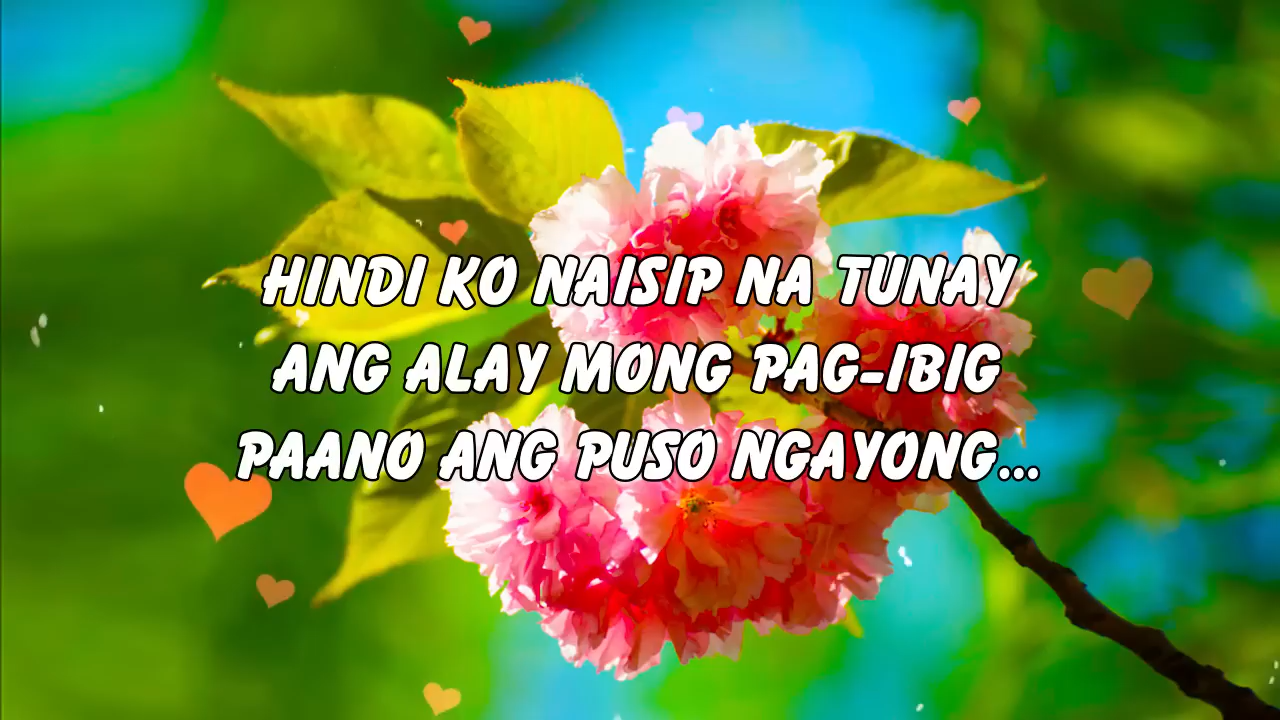 HINDI KO NAISIP NA TUNAY
ANG ALAY MONG PAG-IBIG
PAANO ANG PUSO NGAYONG...